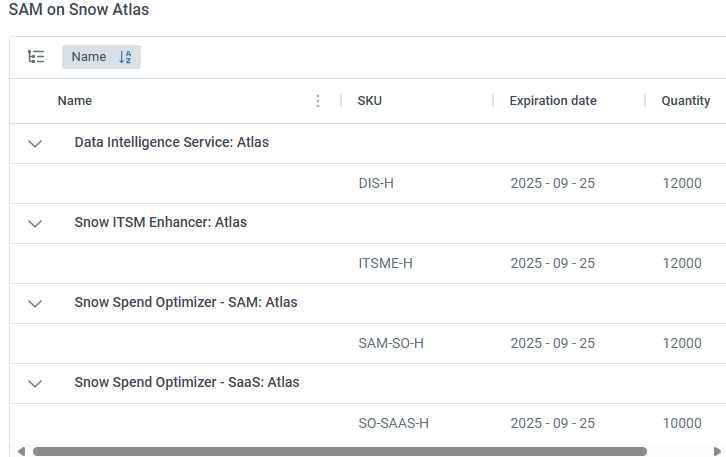 SAM on Snow Atlas
Name
Name SKU Expiration date Quantity
Data Intelligence Service: Atlas
DIS-H 2025 - 09 - 25 12000
Snow ITSM Enhancer: Atlas
ITSME-H 2025 - 09 - 25 12000
Snow Spend Optimizer - SAM: Atlas
SAM-SO-H 2025 - 09 - 25 12000
Snow Spend Optimizer - SaaS: Atlas
SO-SAAS-H 2025 - 09 - 25 10000